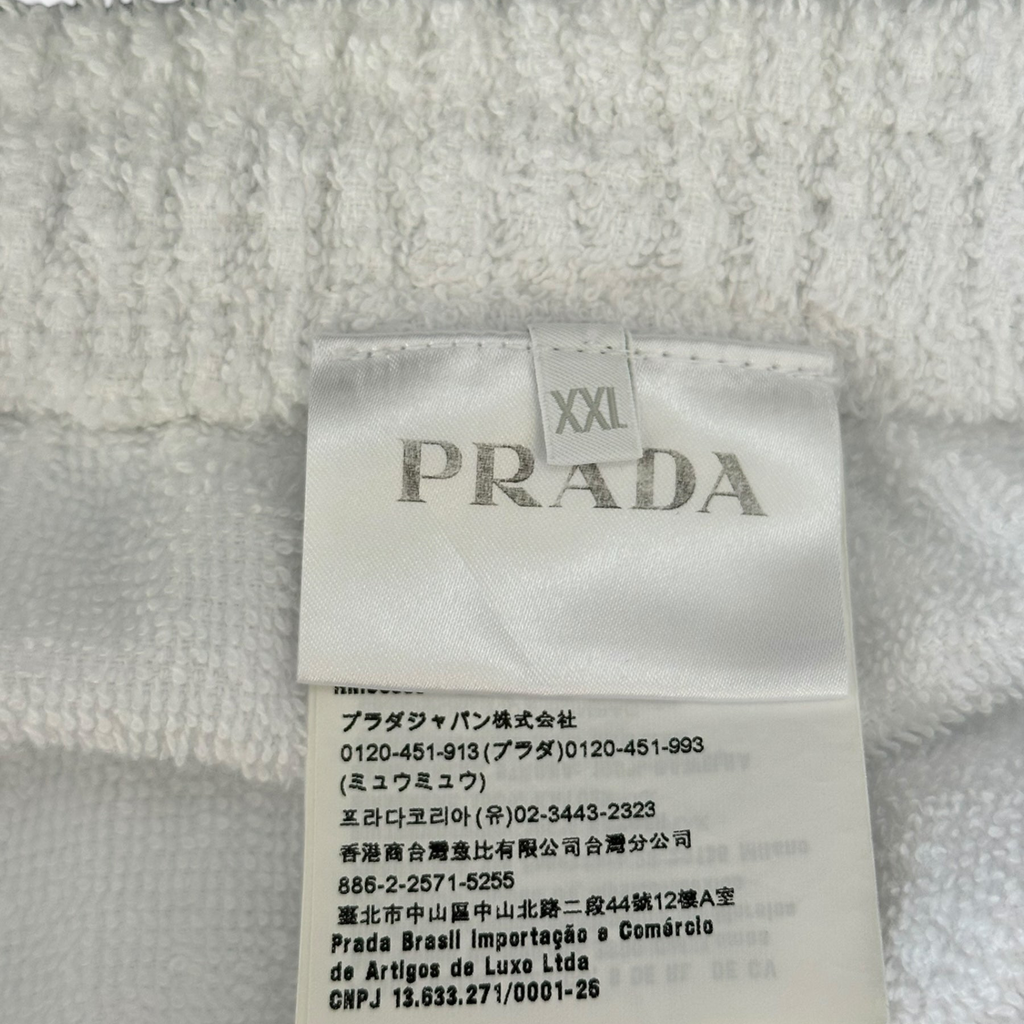 XXL
PRADA
プラダジャパン株式会社
0120-451-913(プラダ)0120-451-993
(ミュウミュウ)
프라다코리아(유)02-3443-2323
香港商台灣意比有限公司台灣分公司
886-2-2571-5255
臺北市中山區中山北路二段44號12樓A室
Prada Brasil Importação e Comércio
de Artigos de Luxo Ltda
CNPJ 13.633.271/0001-26